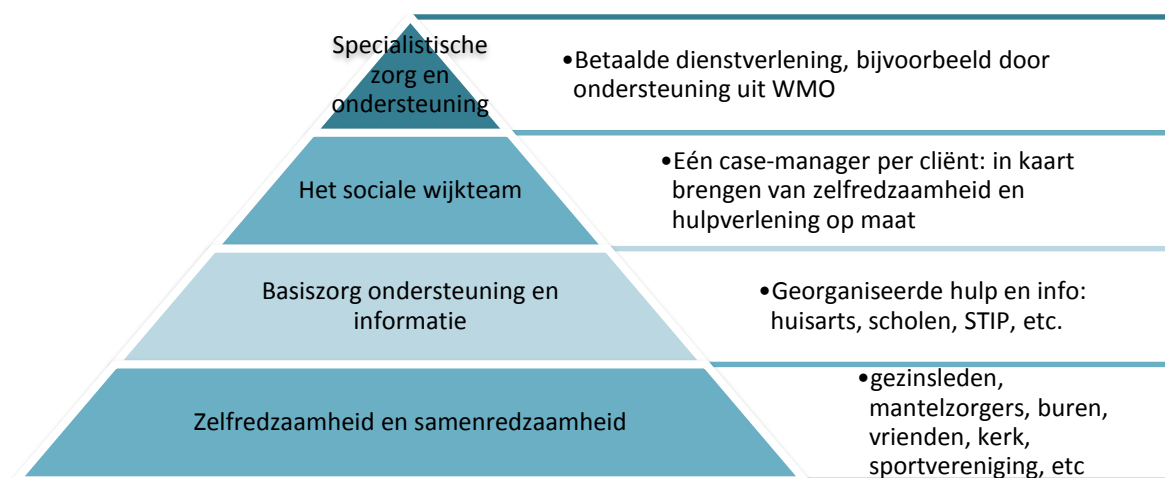 Specialistische
zorg en
ondersteuning
•Betaalde dienstverlening, bijvoorbeeld door
ondersteuning uit WMO
Het sociale wijkteam
•Eén case-manager per cliënt: in kaart
brengen van zelfredzaamheid en
hulpverlening op maat
Basiszorg ondersteuning en
informatie
•Georganiseerde hulp en info:
huisarts, scholen, STIP, etc.
Zelfredzaamheid en samenredzaamheid
•gezinsleden,
mantelzorgers, buren,
vrienden, kerk,
sportvereniging, etc